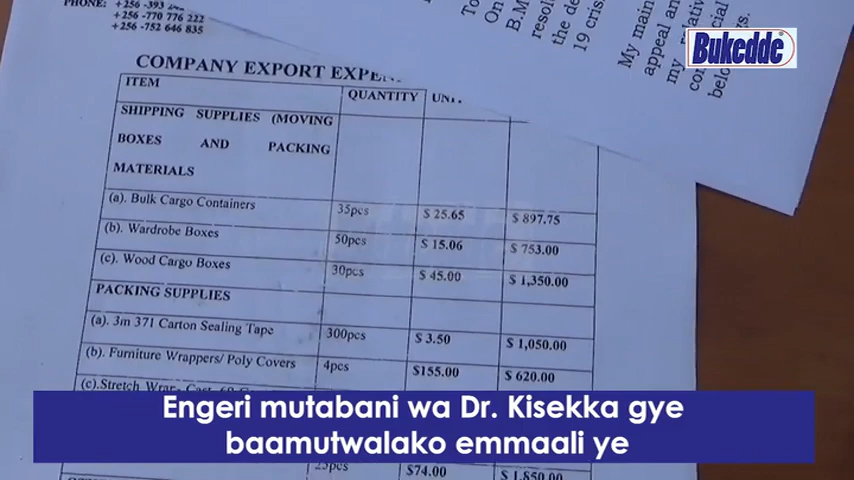 PHONE: +256 -393
+256 -770 776 222
+256 -752 646 835
To
On
B.M
resol
the de
19 cris
My main
appeal an
my relativ
con cial
belo
Bukedde
COMPANY EXPORT
ITEM QUANTITY
SHIPPING SUPPLIES (MOVING
BOXES AND PACKING
MATERIALS
(a). Bulk Cargo Containers 35pcs $ 25.65 $ 897.75
(b). Wardrobe Boxes 50pcs $ 15.06 $ 753.00
(c). Wood Cargo Boxes 30pcs $ 45.00 $ 1,350.00
PACKING SUPPLIES
(a). 3m 371 Carton Sealing Tape 300pcs $ 3.50 $ 1,050.00
(b). Furniture Wrappers/ Poly Covers 4pcs $155.00 $ 620.00
(c).Stretch
Engeri mutabani wa Dr. Kisekka gye
baamutwalako emmaali ye
25pcs $74.00 $ 1,850.00